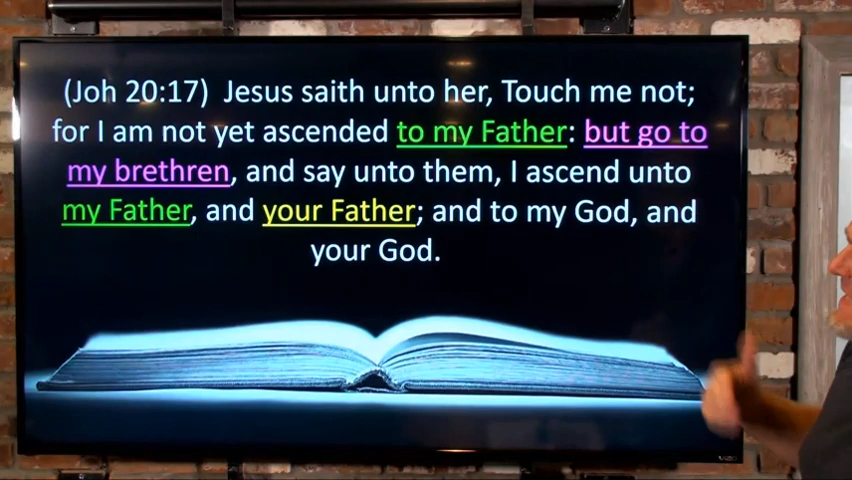 (Joh 20:17) Jesus saith unto her, Touch me not;
for I am not yet ascended to my Father: but go to
my brethren, and say unto them, I ascend unto
my Father, and your Father; and to my God, and
your God.
VIZIO